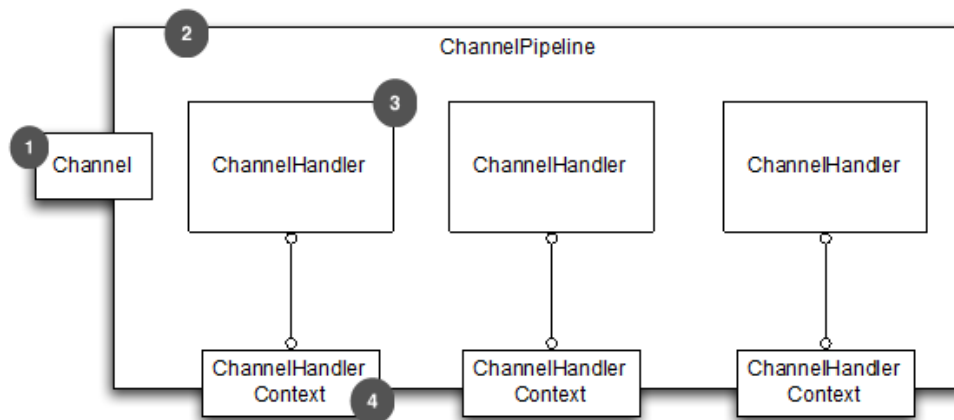 2
ChannelPipeline
3
1
Channel
ChannelHandler
ChannelHandler
ChannelHandler
ChannelHandler
Context
4
ChannelHandler
Context
ChannelHandler
Context